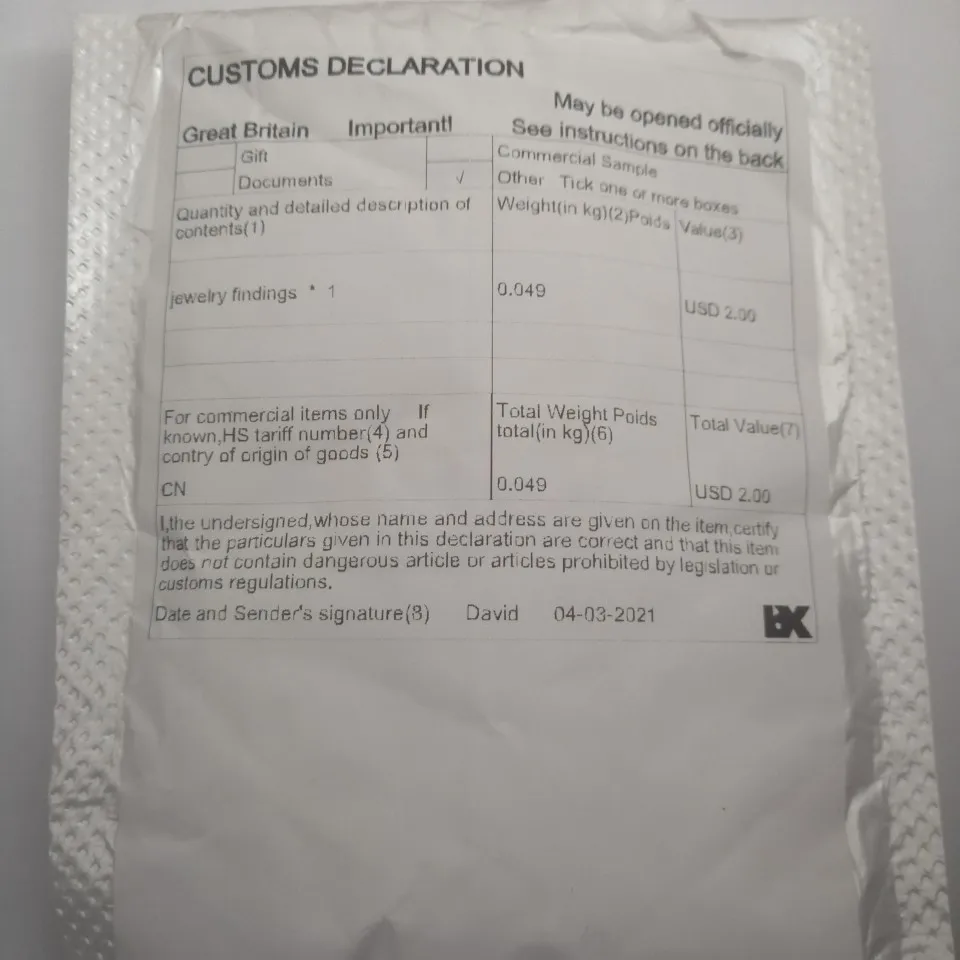 CUSTOMS DECLARATION
May be opened officially
Great Britain Important!
See instructions on the back
Gift
Commercial Sample
Documents √
Other Tick one or more boxes
Quantity and detailed description of
contents(1)
Weight(in kg)(2)Poids
Value(3)
jewelry findings * 1
0.049
USD 2.00
For commercial items only If
known,HS tariff number(4) and
contry of origin of goods (5)
Total Weight Poids
total(in kg)(6)
Total Value(7)
CN
0.049
USD 2.00
I,the undersigned,whose name and address are given on the item,certify
that the particulars given in this declaration are correct and that this item
does not contain dangerous article or articles prohibited by legislation or
customs regulations.
Date and Sender's signature(8) David 04-03-2021